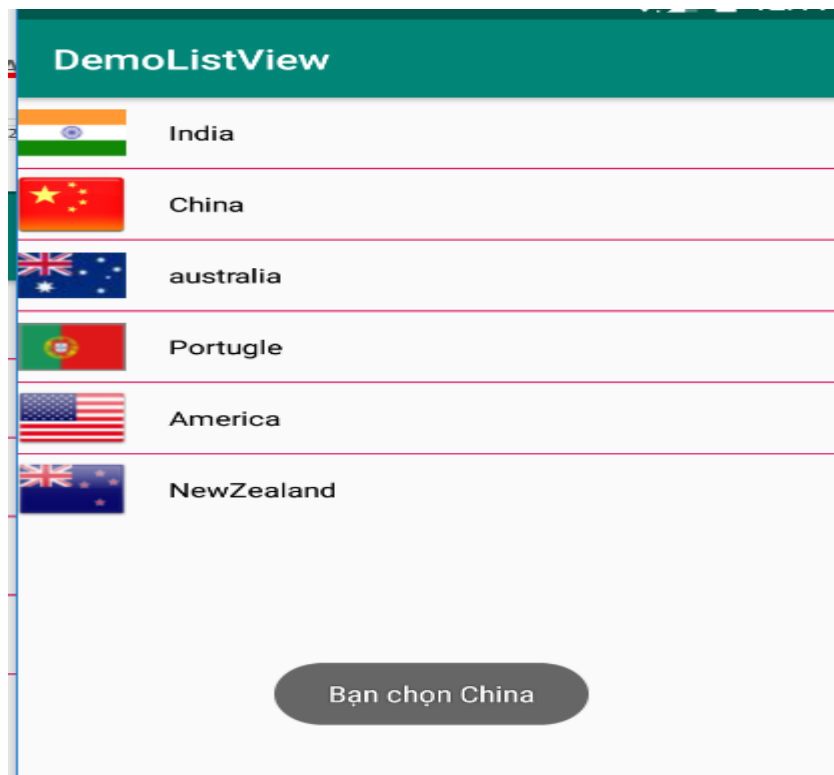 DemoListView
India
China
australia
Portugle
America
NewZealand
Bạn chọn China